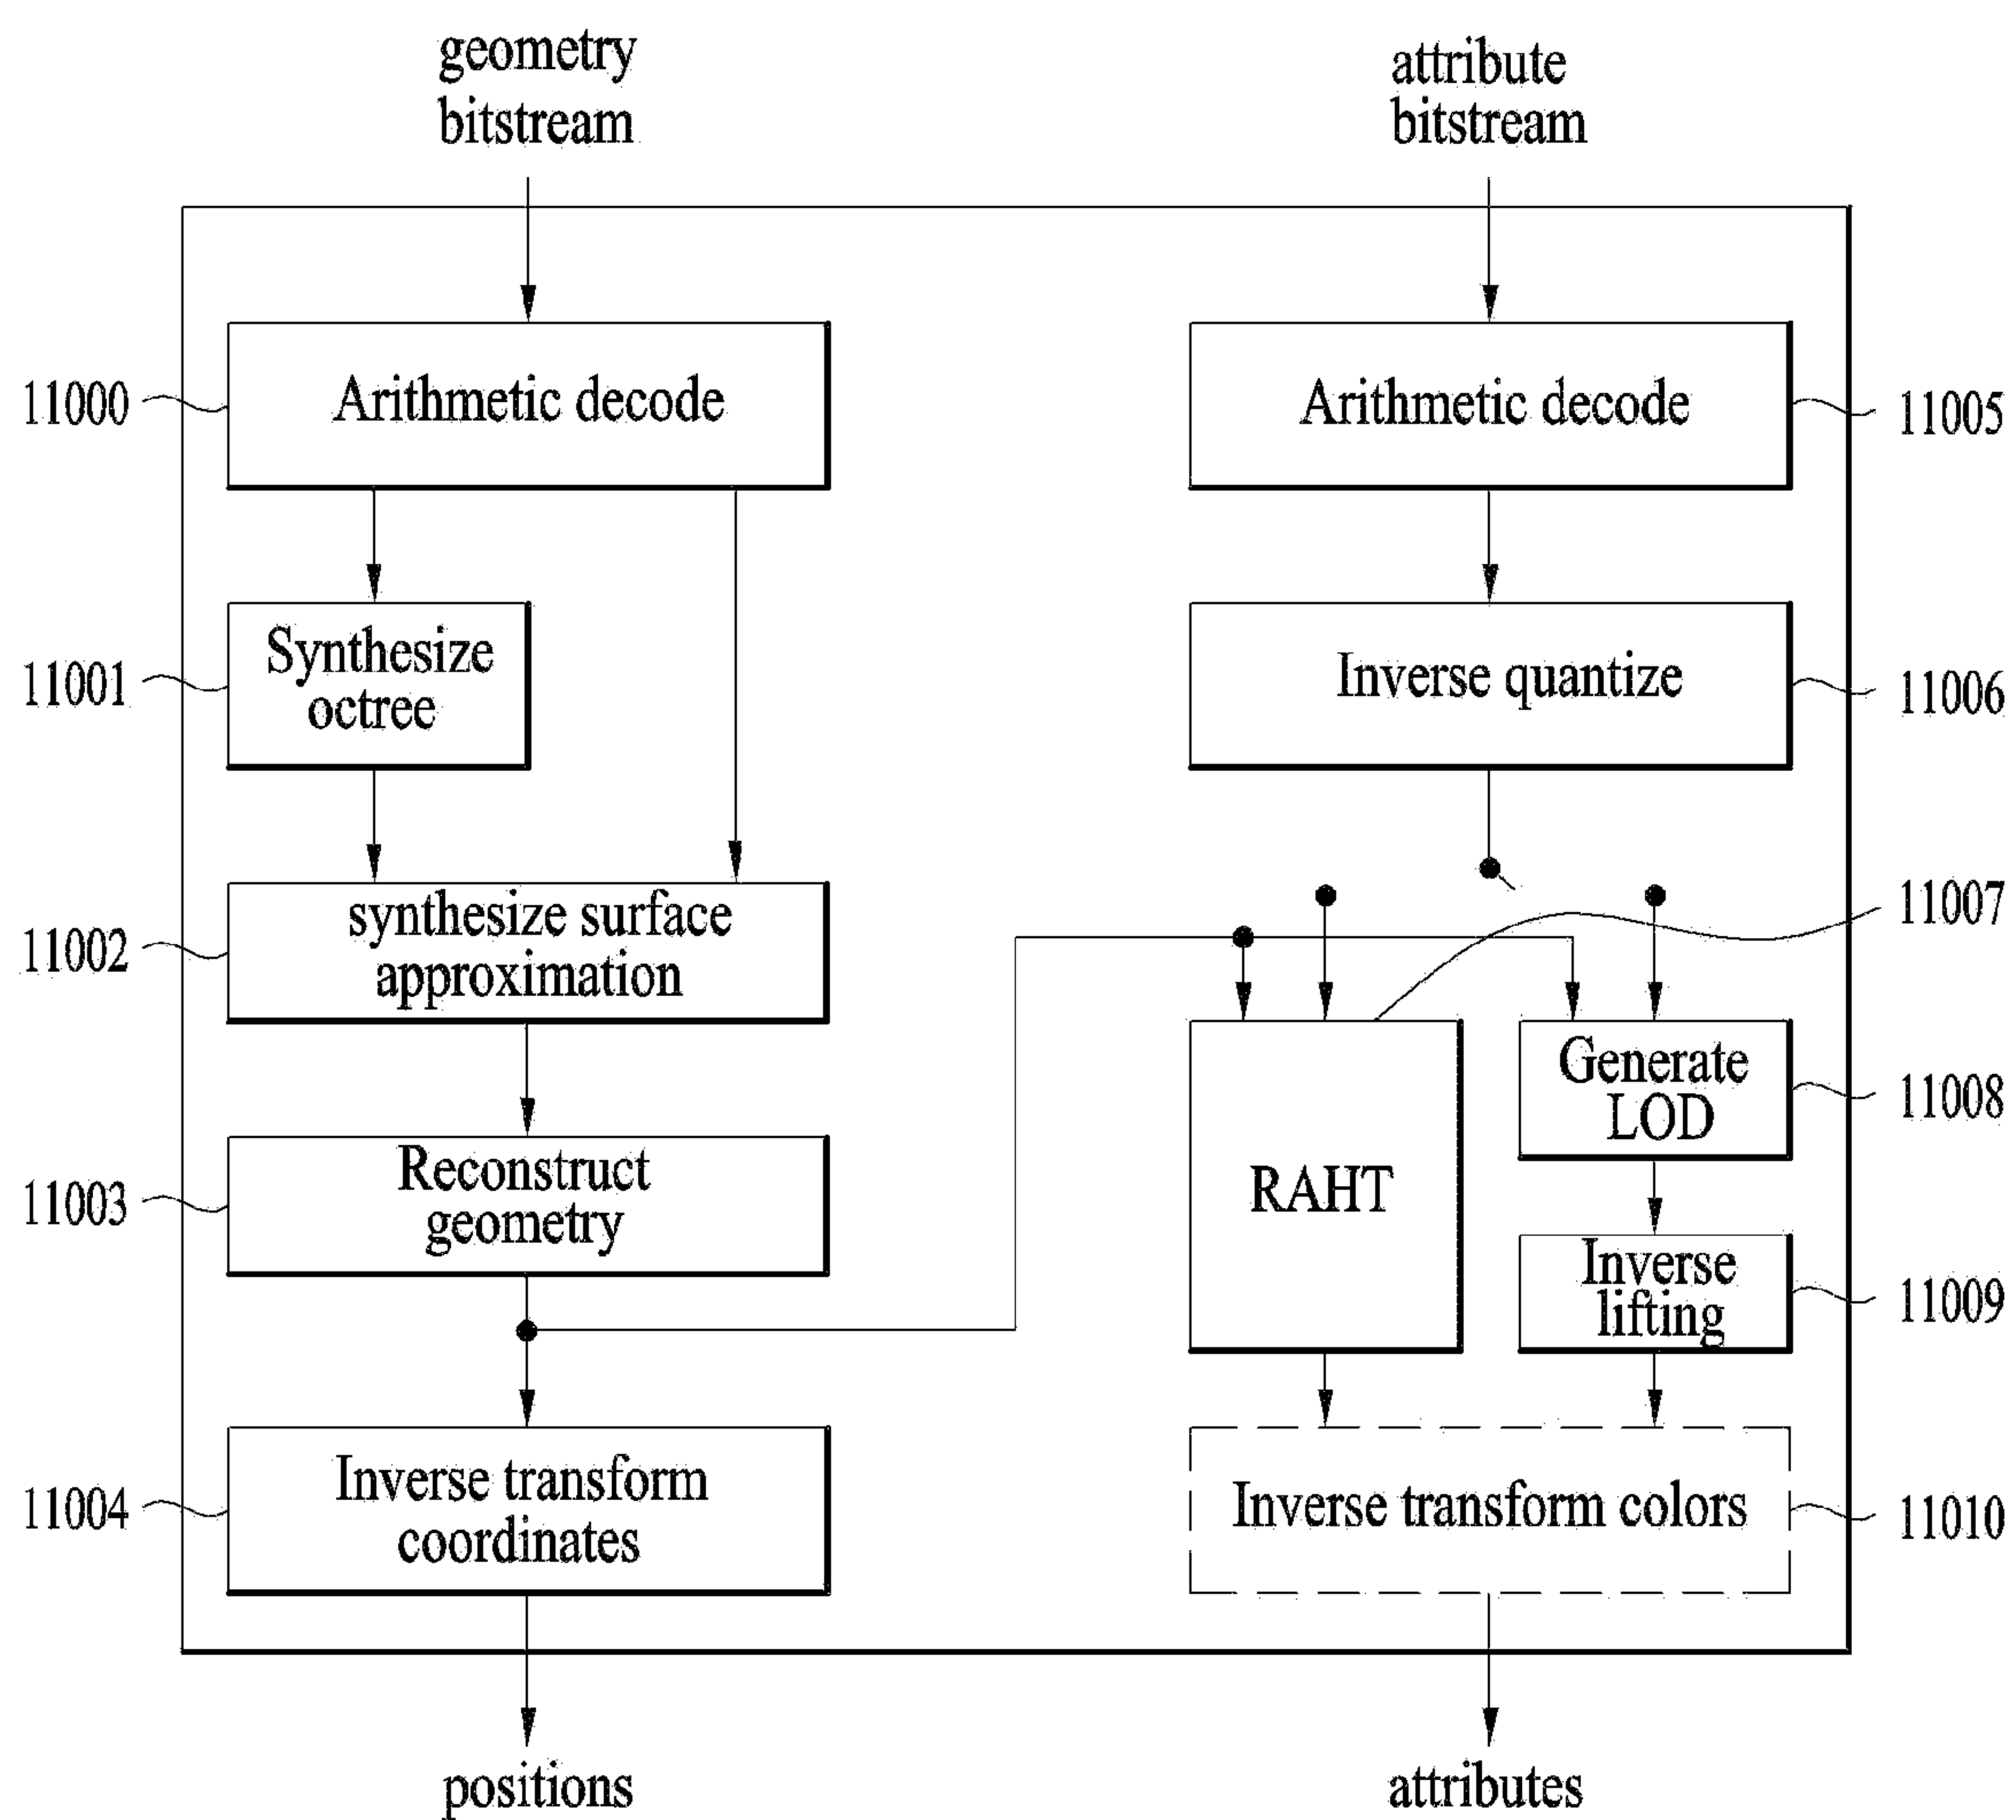 geometry
bitstream
attribute
bitstream
11000
Arithmetic decode
Arithmetic decode
11005
11001
Synthesize
octree
Inverse quantize
11006
11002
synthesize surface
approximation
11007
11003
Reconstruct
geometry
RAHT
Generate
LOD
11008
Inverse
lifting
11009
11004
Inverse transform
coordinates
Inverse transform colors
11010
positions
attributes